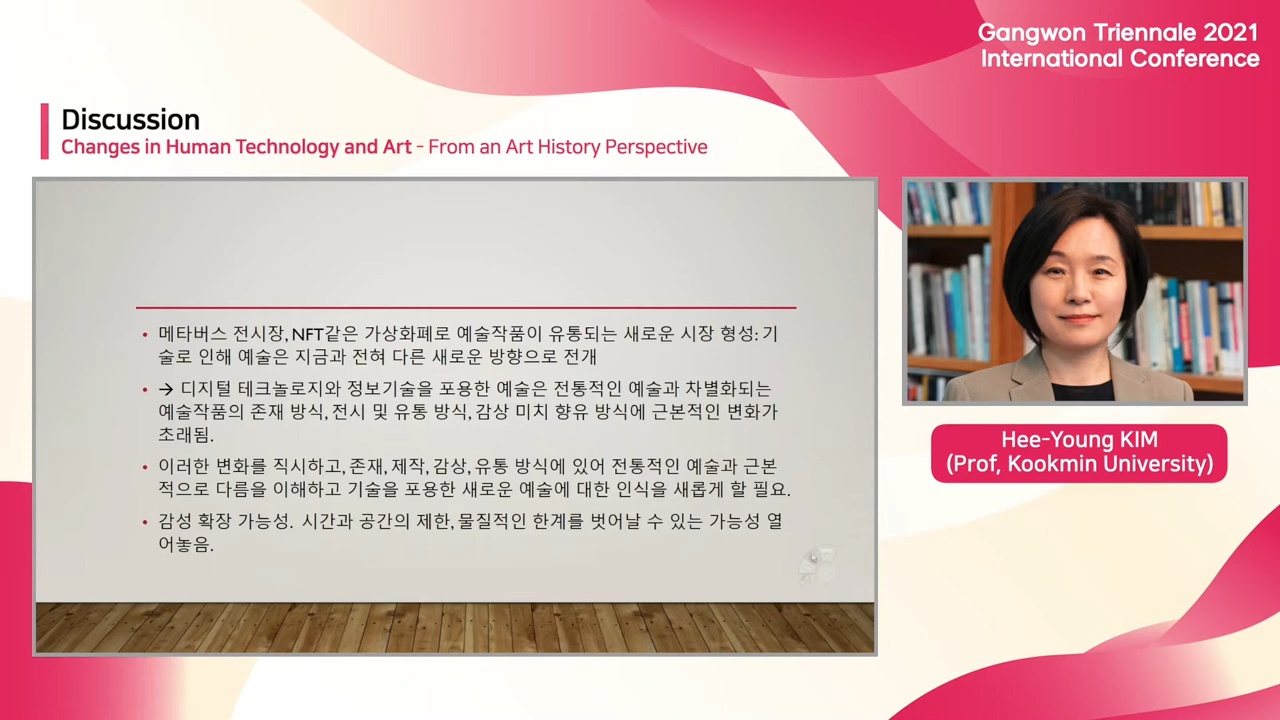 Gangwon Triennale 2021
International Conference
Discussion
Changes in Human Technology and Art - From an Art History Perspective
• 메타버스 전시장, NFT같은 가상화폐로 예술작품이 유통되는 새로운 시장 형성: 기
술로 인해 예술은 지금과 전혀 다른 새로운 방향으로 전개
• → 디지털 테크놀로지와 정보기술을 포용한 예술은 전통적인 예술과 차별화되는
예술작품의 존재 방식, 전시 및 유통 방식, 감상 미치 향유 방식에 근본적인 변화가
초래됨.
• 이러한 변화를 직시하고, 존재, 제작, 감상, 유통 방식에 있어 전통적인 예술과 근본
적으로 다름을 이해하고 기술을 포용한 새로운 예술에 대한 인식을 새롭게 할 필요.
• 감성 확장 가능성. 시간과 공간의 제한, 물질적인 한계를 벗어날 수 있는 가능성 열
어놓음.
Hee-Young KIM
(Prof, Kookmin University)